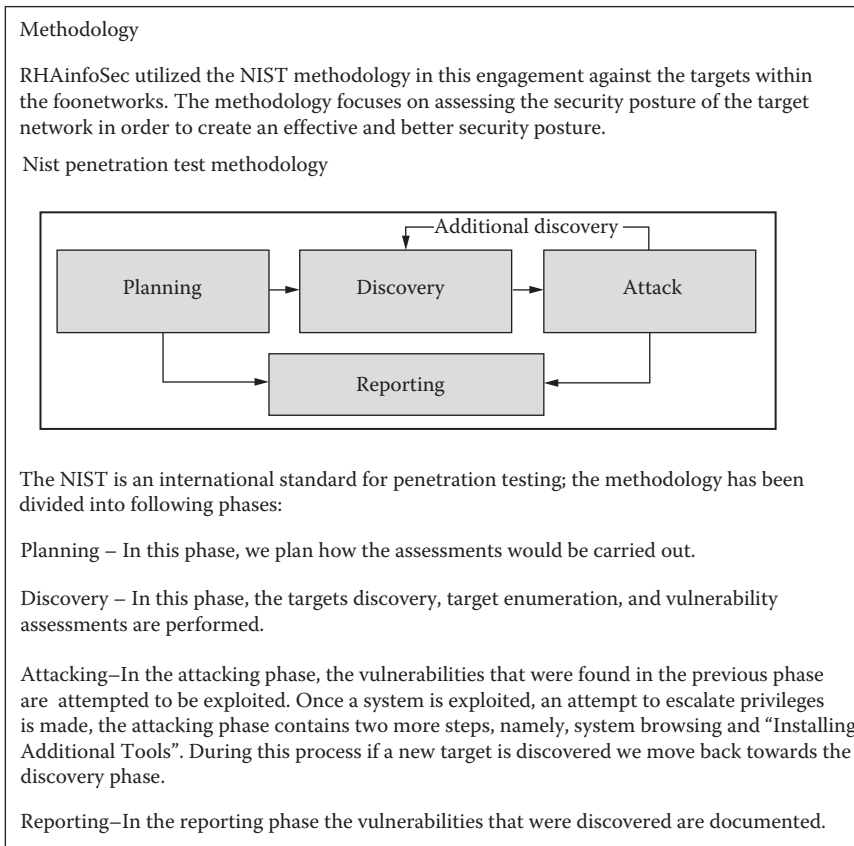 Methodology
RHAinfoSec utilized the NIST methodology in this engagement against the targets within
the foonetworks. The methodology focuses on assessing the security posture of the target
network in order to create an effective and better security posture.
Nist penetration test methodology
Additional discovery
Planning
Discovery
Attack
Reporting
The NIST is an international standard for penetration testing; the methodology has been
divided into following phases:
Planning – In this phase, we plan how the assessments would be carried out.
Discovery – In this phase, the targets discovery, target enumeration, and vulnerability
assessments are performed.
Attacking–In the attacking phase, the vulnerabilities that were found in the previous phase
are attempted to be exploited. Once a system is exploited, an attempt to escalate privileges
is made, the attacking phase contains two more steps, namely, system browsing and “Installing
Additional Tools”. During this process if a new target is discovered we move back towards the
discovery phase.
Reporting–In the reporting phase the vulnerabilities that were discovered are documented.